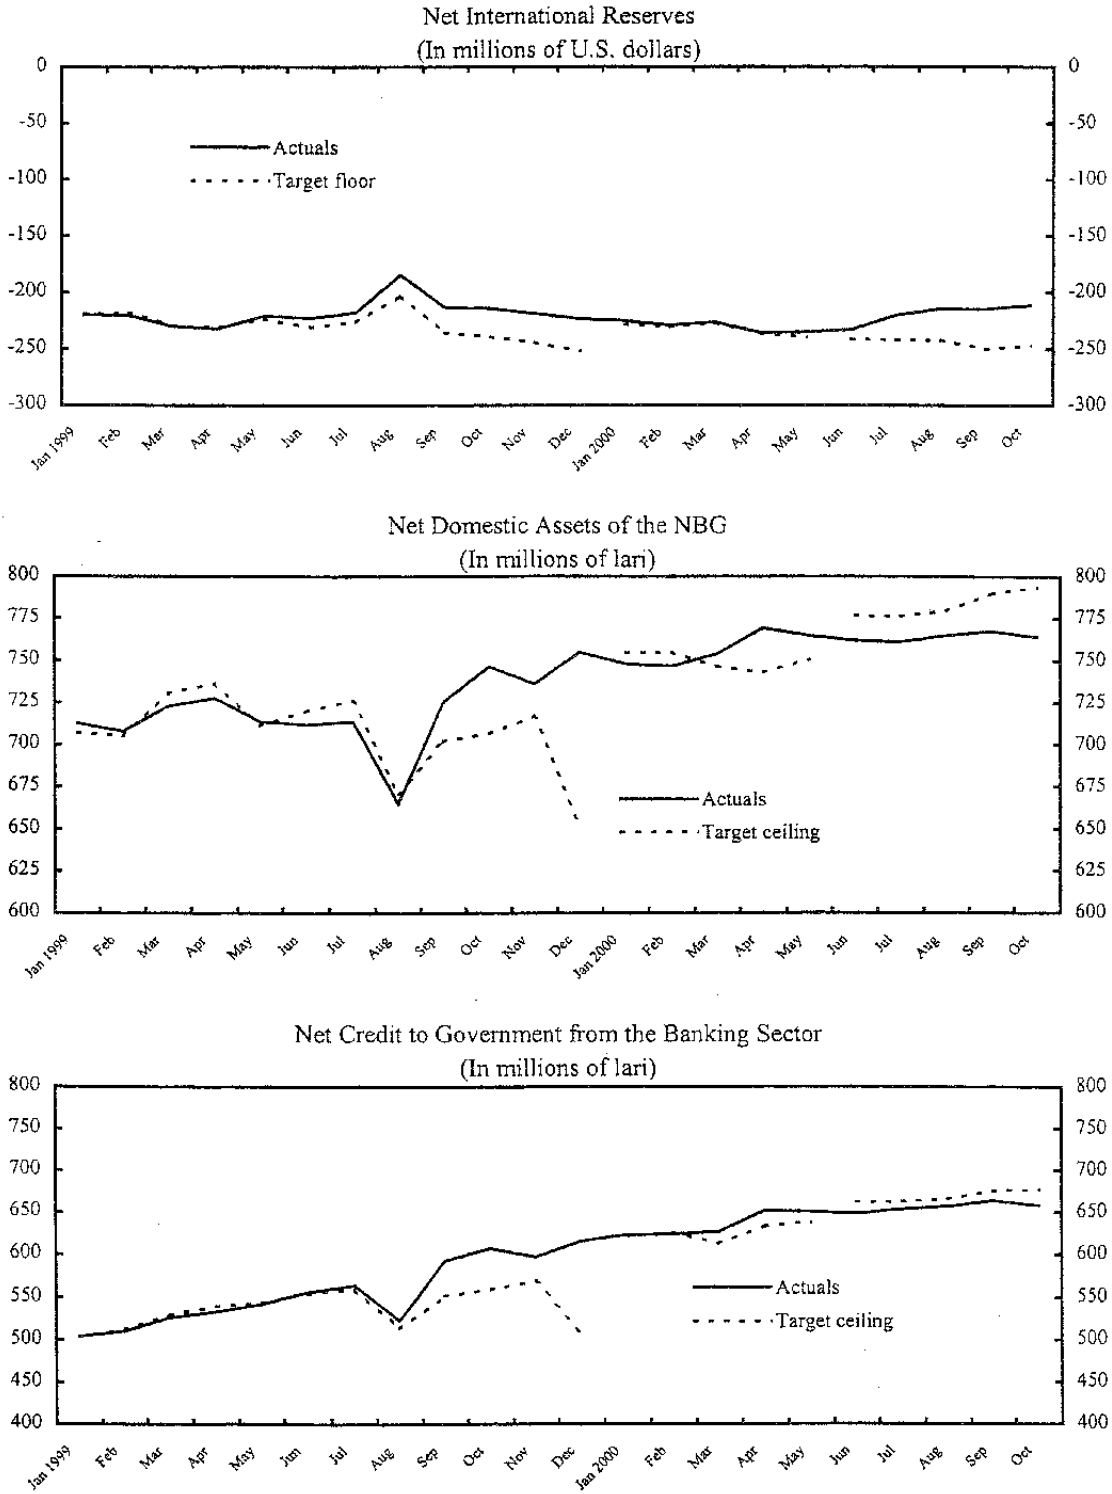 Net International Reserves
(In millions of U.S. dollars)
0 0
-50 -50
Actuals
-100 Target floor -100
-150 -150
-200 -200
-250 -250
-300 -300
Jan 1999 Feb Mar Apr May Jun Jul Aug Sep Oct Nov Dec Jan 2000 Feb Mar Apr May Jun Jul Aug Sep Oct
Net Domestic Assets of the NBG
(In millions of lari)
800 800
775 775
750 750
725 725
700 700
675 675
Actuals
650 Target ceiling 650
625 625
600 600
Jan 1999 Feb Mar Apr May Jun Jul Aug Sep Oct Nov Dec Jan 2000 Feb Mar Apr May Jun Jul Aug Sep Oct
Net Credit to Government from the Banking Sector
(In millions of lari)
800 800
750 750
700 700
650 650
600 600
550 Actuals 550
500 Target ceiling 500
450 450
400 400
Jan 1999 Feb Mar Apr May Jun Jul Aug Sep Oct Nov Dec Jan 2000 Feb Mar Apr May Jun Jul Aug Sep Oct